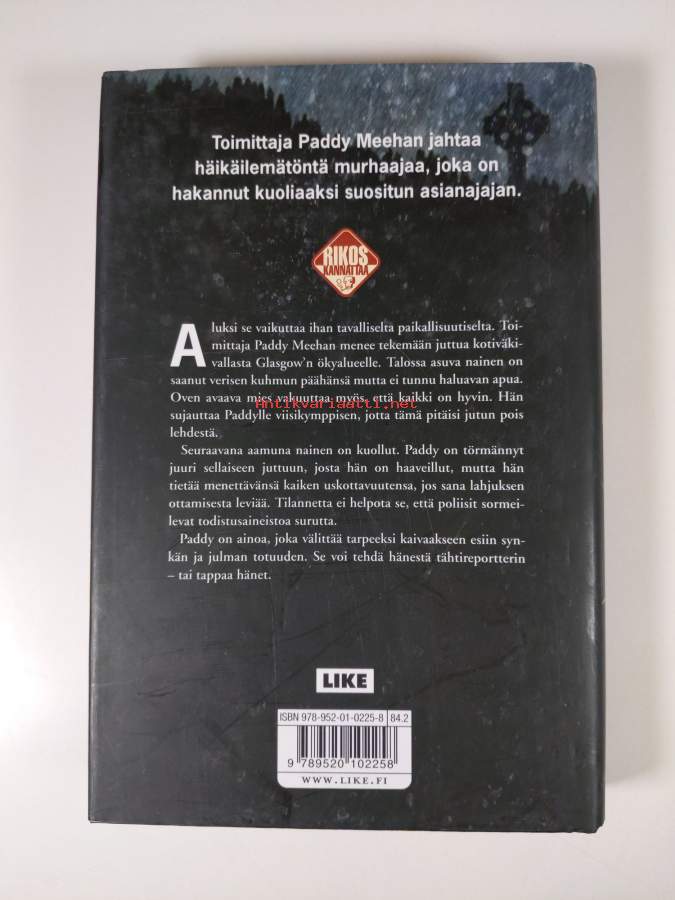 Toimittaja Paddy Meehan jahtaa
häikäilemätöntä murhaajaa, joka on
hakannut kuoliaaksi suositun asianajajan.
RIKOS
KANNATTAA
Aluksi se vaikuttaa ihan tavalliselta paikallisuutiselta. Toi-
mittaja Paddy Meehan menee tekemään juttua kotiväki-
vallasta Glasgow'n ökyalueelle. Talossa asuva nainen on
saanut verisen kuhmun päähänsä mutta ei tunnu haluavan apua.
Oven avaava mies vakuuttaa myös, että kaikki on hyvin. Hän
Antikvariaatti.net
sujauttaa Paddylle viisikymppisen, jotta tämä pitäisi jutun pois
lehdestä.
Seuraavana aamuna nainen on kuollut. Paddy on törmännyt
juuri sellaiseen juttuun, josta hän on haaveillut, mutta hän
tietää menettävänsä kaiken uskottavuutensa, jos sana lahjuksen
ottamisesta leviää. Tilannetta ei helpota se, että poliisit sormei-
levat todistusaineistoa surutta.
Paddy on ainoa, joka välittää tarpeeksi kaivaakseen esiin syn-
kän ja julman totuuden. Se voi tehdä hänestä tähtireportterin
– tai tappaa hänet.
LIKE
ISBN 978-952-01-0225-8 84.2
9 789520 102258
WWW.LIKE.FI